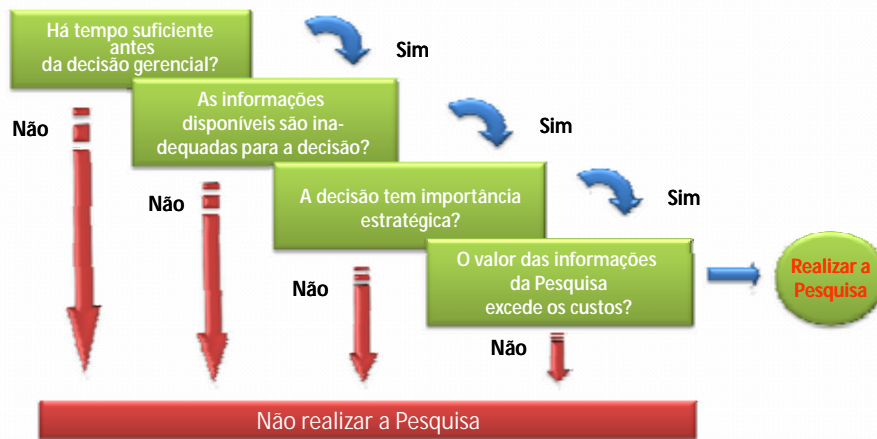 Há tempo suficiente
antes
da decisão gerencial?
Sim
Não
As informações
disponíveis são ina-
dequadas para a decisão?
Sim
Não
A decisão tem importância
estratégica?
Sim
Não
O valor das informações
da Pesquisa
excede os custos?
Realizar a
Pesquisa
Não
Não realizar a Pesquisa